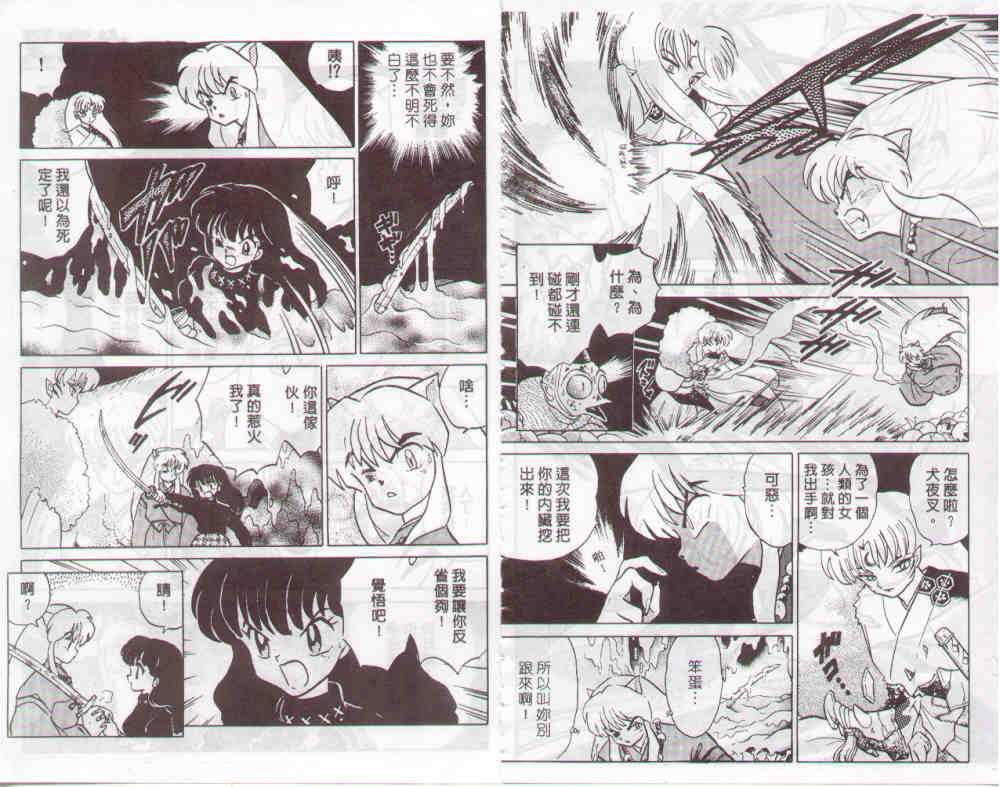 為、為
什麼？
剛才還連
碰都碰不
到！
怎麼啦？
犬夜叉。
為了一個
人類的女
孩…就對
我出手啊…
可惡…
這次我要把
你的內臟挖
出來！
啪！
笨蛋…
所以叫妳別
跟來啊！
要不然，妳
也不會死得
這麼不明不
白了…
咦!?
！
呼！
我還以為死
定了呢！
啥…
你這傢
伙！
真的惹火
我了！
我要讓你反
省個夠！
覺悟吧！
請！
啊？